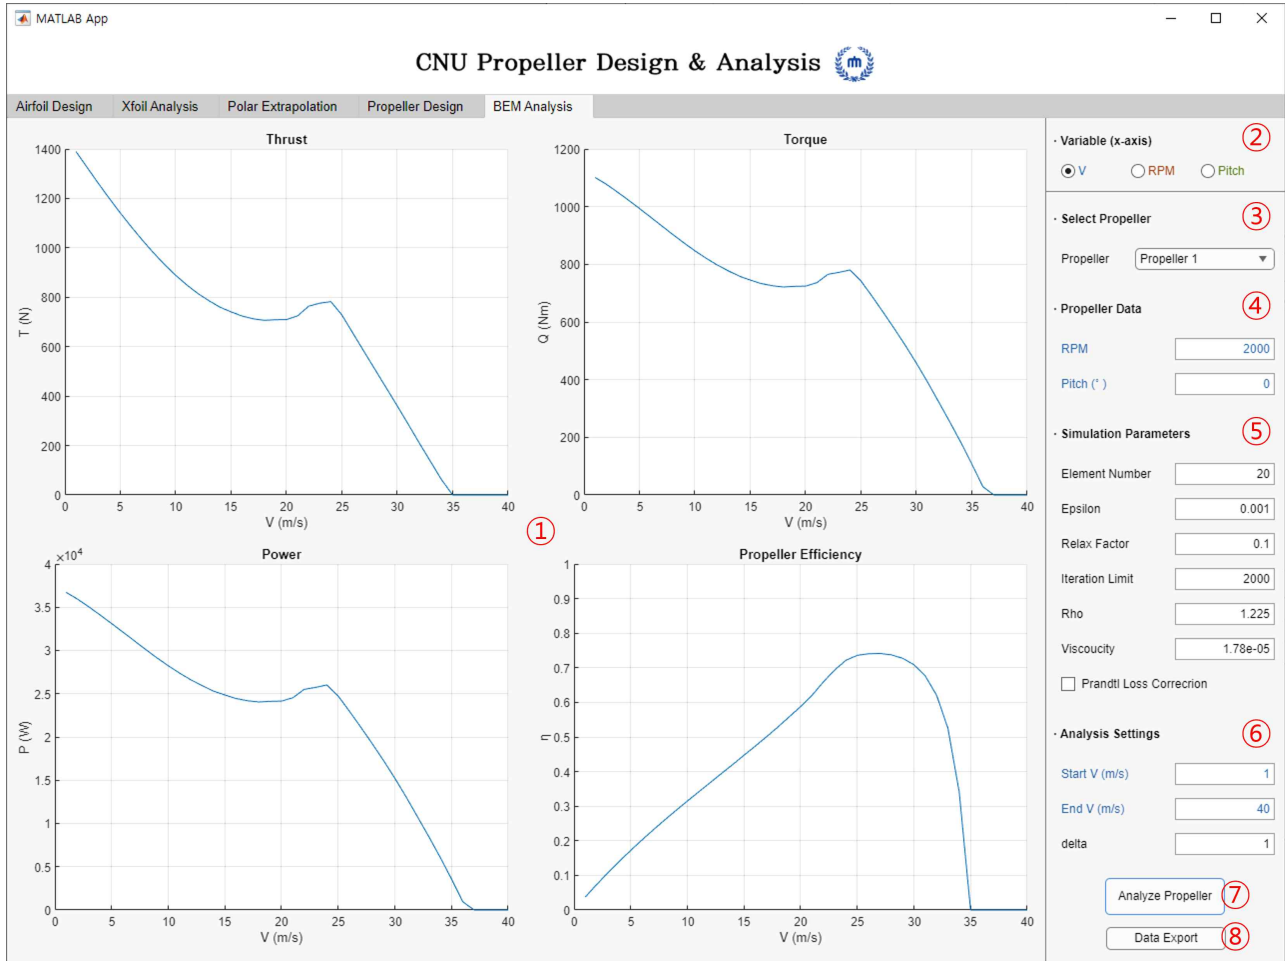 MATLAB App
CNU Propeller Design & Analysis
Airfoil Design Xfoil Analysis Polar Extrapolation Propeller Design BEM Analysis
Thrust
1400
1200
1000
800
600
400
200
0
T (N)
0 5 10 15 20 25 30 35 40
V (m/s)
Torque
1200
1000
800
600
400
200
0
Q (Nm)
0 5 10 15 20 25 30 35 40
V (m/s)
①
Power
×10⁴
4
3.5
3
2.5
2
1.5
1
0.5
0
P (W)
0 5 10 15 20 25 30 35 40
V (m/s)
Propeller Efficiency
1
0.9
0.8
0.7
0.6
0.5
0.4
0.3
0.2
0.1
0
η
0 5 10 15 20 25 30 35 40
V (m/s)
· Variable (x-axis) ②
V RPM Pitch
· Select Propeller ③
Propeller Propeller 1
· Propeller Data ④
RPM 2000
Pitch (° ) 0
· Simulation Parameters ⑤
Element Number 20
Epsilon 0.001
Relax Factor 0.1
Iteration Limit 2000
Rho 1.225
Viscoucity 1.78e-05
Prandtl Loss Correcrion
· Analysis Settings ⑥
Start V (m/s) 1
End V (m/s) 40
delta 1
Analyze Propeller ⑦
Data Export ⑧